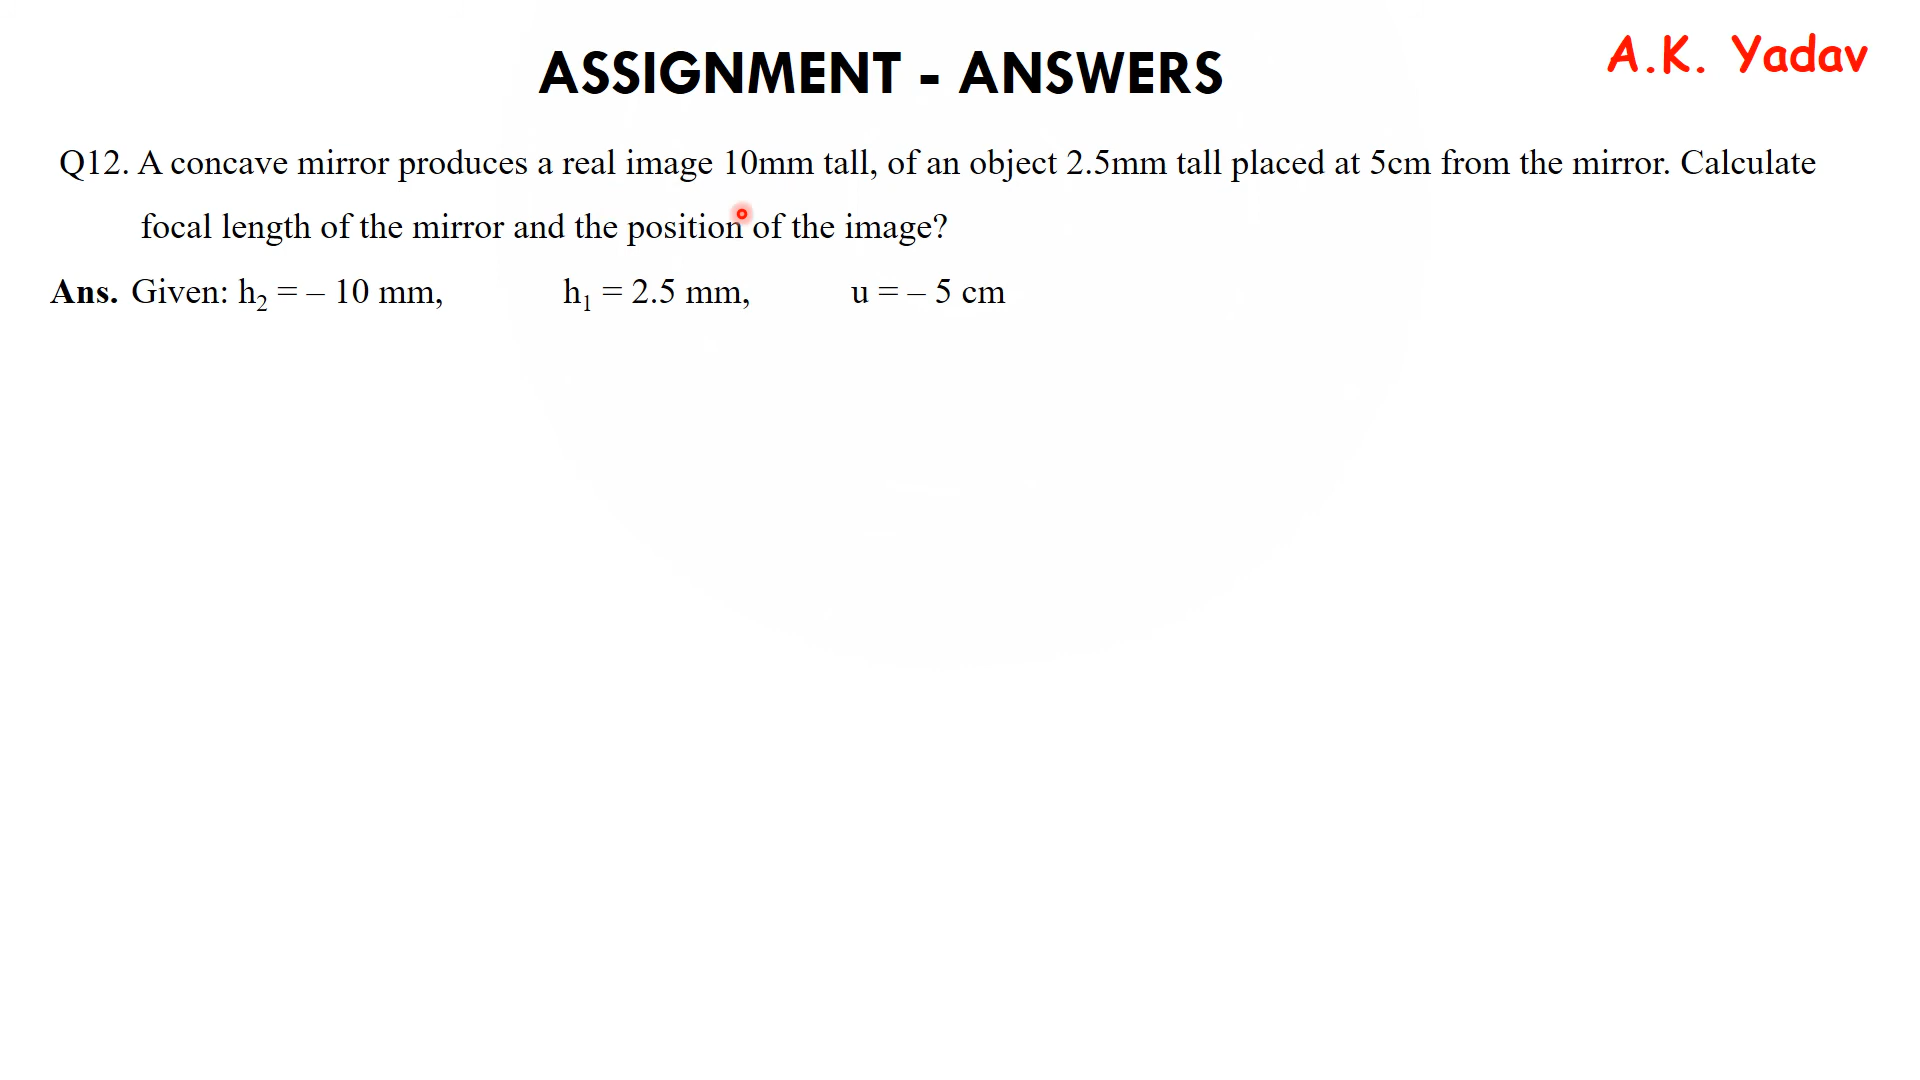 ASSIGNMENT - ANSWERS
A.K. Yadav
Q12. A concave mirror produces a real image 10mm tall, of an object 2.5mm tall placed at 5cm from the mirror. Calculate
focal length of the mirror and the position of the image?
Ans. Given: h₂ = – 10 mm, h₁ = 2.5 mm, u = – 5 cm